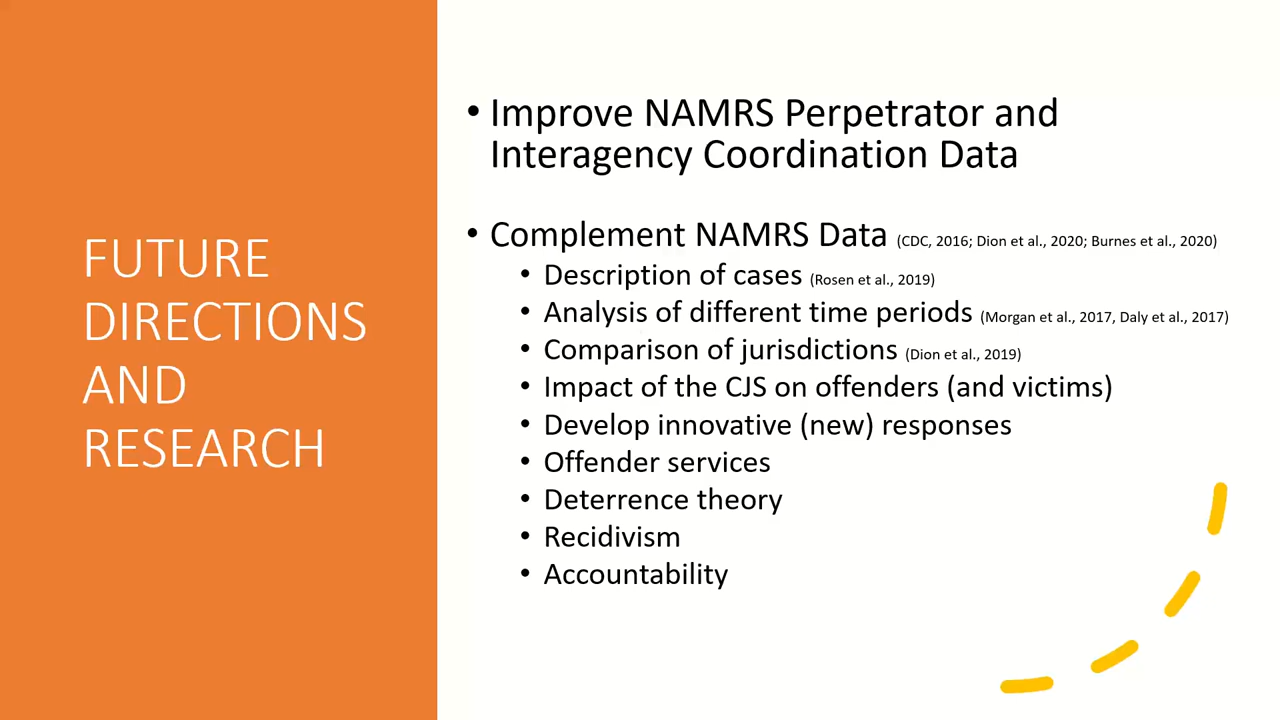 FUTURE
DIRECTIONS
AND
RESEARCH
• Improve NAMRS Perpetrator and
Interagency Coordination Data
• Complement NAMRS Data (CDC, 2016; Dion et al., 2020; Burnes et al., 2020)
• Description of cases (Rosen et al., 2019)
• Analysis of different time periods (Morgan et al., 2017, Daly et al., 2017)
• Comparison of jurisdictions (Dion et al., 2019)
• Impact of the CJS on offenders (and victims)
• Develop innovative (new) responses
• Offender services
• Deterrence theory
• Recidivism
• Accountability